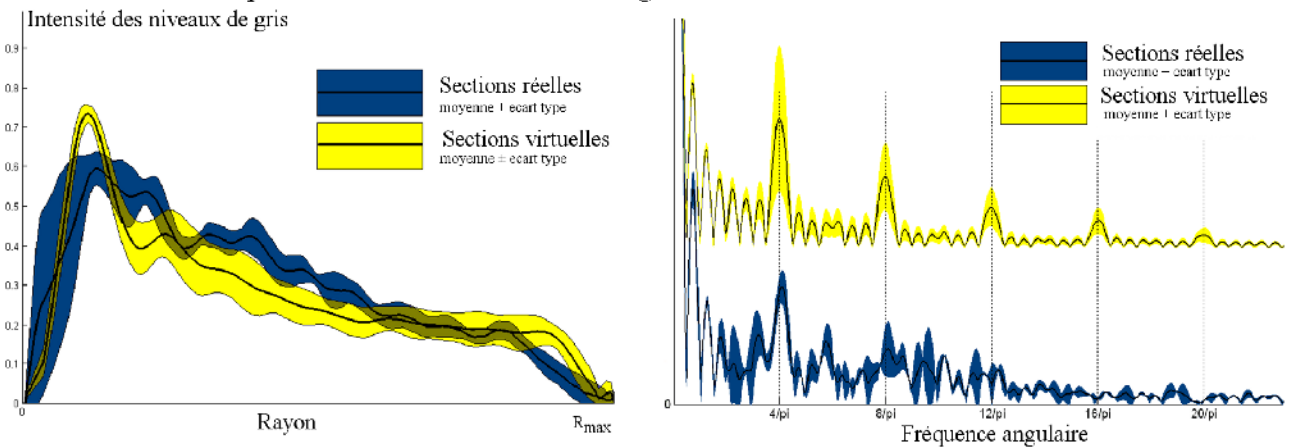 Intensité des niveaux de gris
0.9
0.8
0.7
0.6
0.5
0.4
0.3
0.2
0.1
0
Sections réelles
moyenne + ecart type
Sections virtuelles
moyenne ± ecart type
0
Rayon
Rmax
Sections réelles
moyenne – ecart type
Sections virtuelles
moyenne + ecart type
4/pi
8/pi
12/pi
16/pi
20/pi
Fréquence angulaire